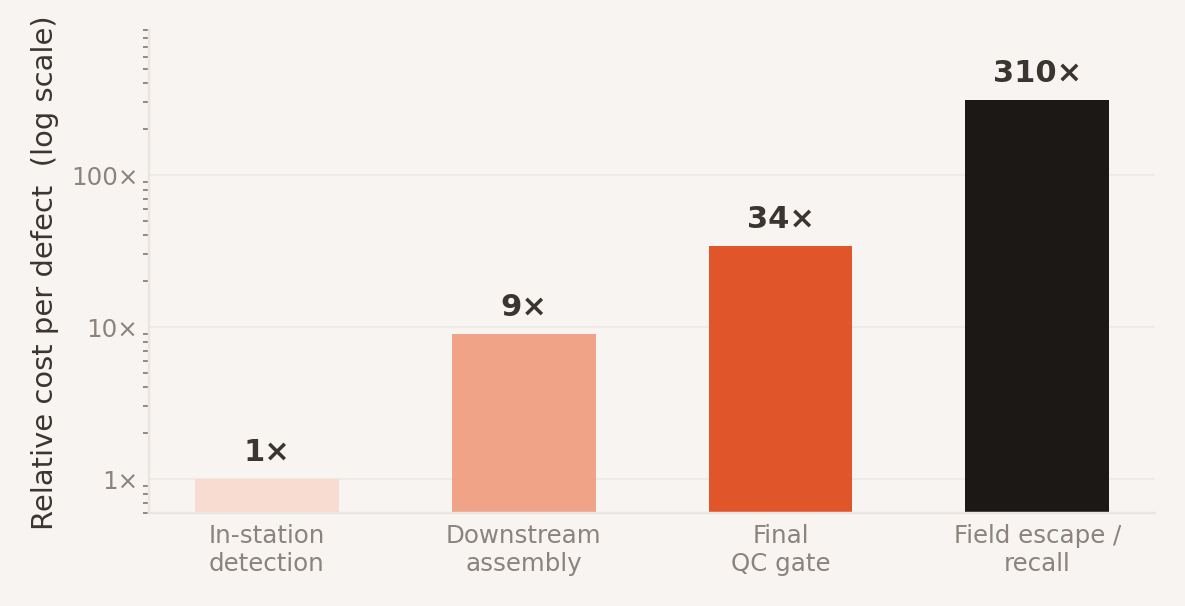 Relative cost per defect  (log scale)
100×
10×
1×
1×
9×
34×
310×
In-station
detection
Downstream
assembly
Final
QC gate
Field escape /
recall